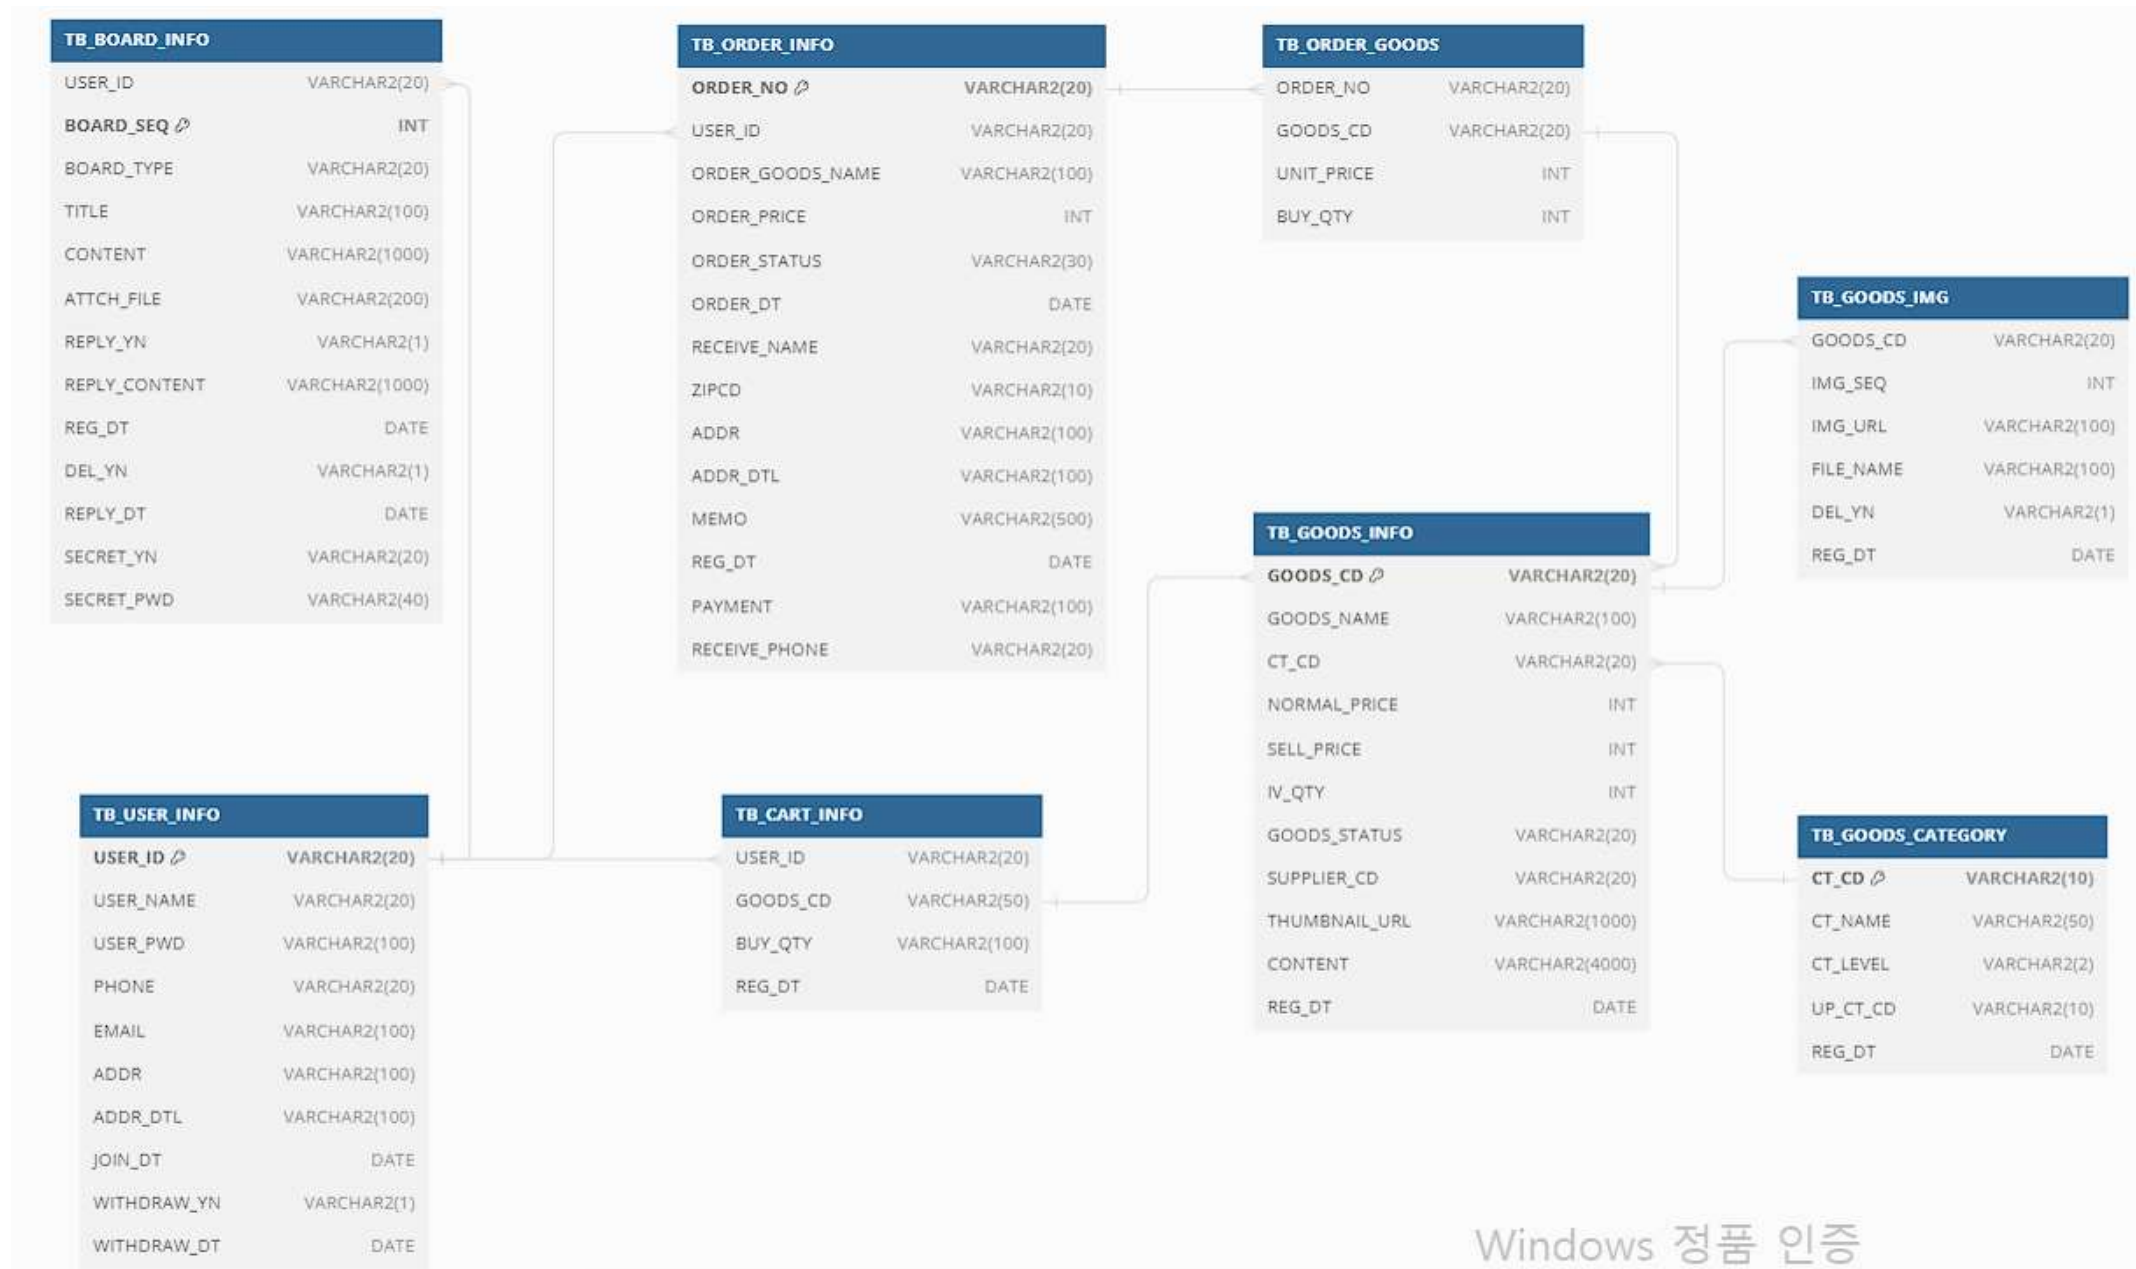 TB_BOARD_INFO
USER_ID VARCHAR2(20)
BOARD_SEQ INT
BOARD_TYPE VARCHAR2(20)
TITLE VARCHAR2(100)
CONTENT VARCHAR2(1000)
ATTCH_FILE VARCHAR2(200)
REPLY_YN VARCHAR2(1)
REPLY_CONTENT VARCHAR2(1000)
REG_DT DATE
DEL_YN VARCHAR2(1)
REPLY_DT DATE
SECRET_YN VARCHAR2(20)
SECRET_PWD VARCHAR2(40)
TB_ORDER_INFO
ORDER_NO VARCHAR2(20)
USER_ID VARCHAR2(20)
ORDER_GOODS_NAME VARCHAR2(100)
ORDER_PRICE INT
ORDER_STATUS VARCHAR2(30)
ORDER_DT DATE
RECEIVE_NAME VARCHAR2(20)
ZIPCD VARCHAR2(10)
ADDR VARCHAR2(100)
ADDR_DTL VARCHAR2(100)
MEMO VARCHAR2(500)
REG_DT DATE
PAYMENT VARCHAR2(100)
RECEIVE_PHONE VARCHAR2(20)
TB_ORDER_GOODS
ORDER_NO VARCHAR2(20)
GOODS_CD VARCHAR2(20)
UNIT_PRICE INT
BUY_QTY INT
TB_GOODS_IMG
GOODS_CD VARCHAR2(20)
IMG_SEQ INT
IMG_URL VARCHAR2(100)
FILE_NAME VARCHAR2(100)
DEL_YN VARCHAR2(1)
REG_DT DATE
TB_GOODS_INFO
GOODS_CD VARCHAR2(20)
GOODS_NAME VARCHAR2(100)
CT_CD VARCHAR2(20)
NORMAL_PRICE INT
SELL_PRICE INT
IV_QTY INT
GOODS_STATUS VARCHAR2(20)
SUPPLIER_CD VARCHAR2(20)
THUMBNAIL_URL VARCHAR2(1000)
CONTENT VARCHAR2(4000)
REG_DT DATE
TB_USER_INFO
USER_ID VARCHAR2(20)
USER_NAME VARCHAR2(20)
USER_PWD VARCHAR2(100)
PHONE VARCHAR2(20)
EMAIL VARCHAR2(100)
ADDR VARCHAR2(100)
ADDR_DTL VARCHAR2(100)
JOIN_DT DATE
WITHDRAW_YN VARCHAR2(1)
WITHDRAW_DT DATE
TB_CART_INFO
USER_ID VARCHAR2(20)
GOODS_CD VARCHAR2(50)
BUY_QTY VARCHAR2(100)
REG_DT DATE
TB_GOODS_CATEGORY
CT_CD VARCHAR2(10)
CT_NAME VARCHAR2(50)
CT_LEVEL VARCHAR2(2)
UP_CT_CD VARCHAR2(10)
REG_DT DATE
Windows 정품 인증